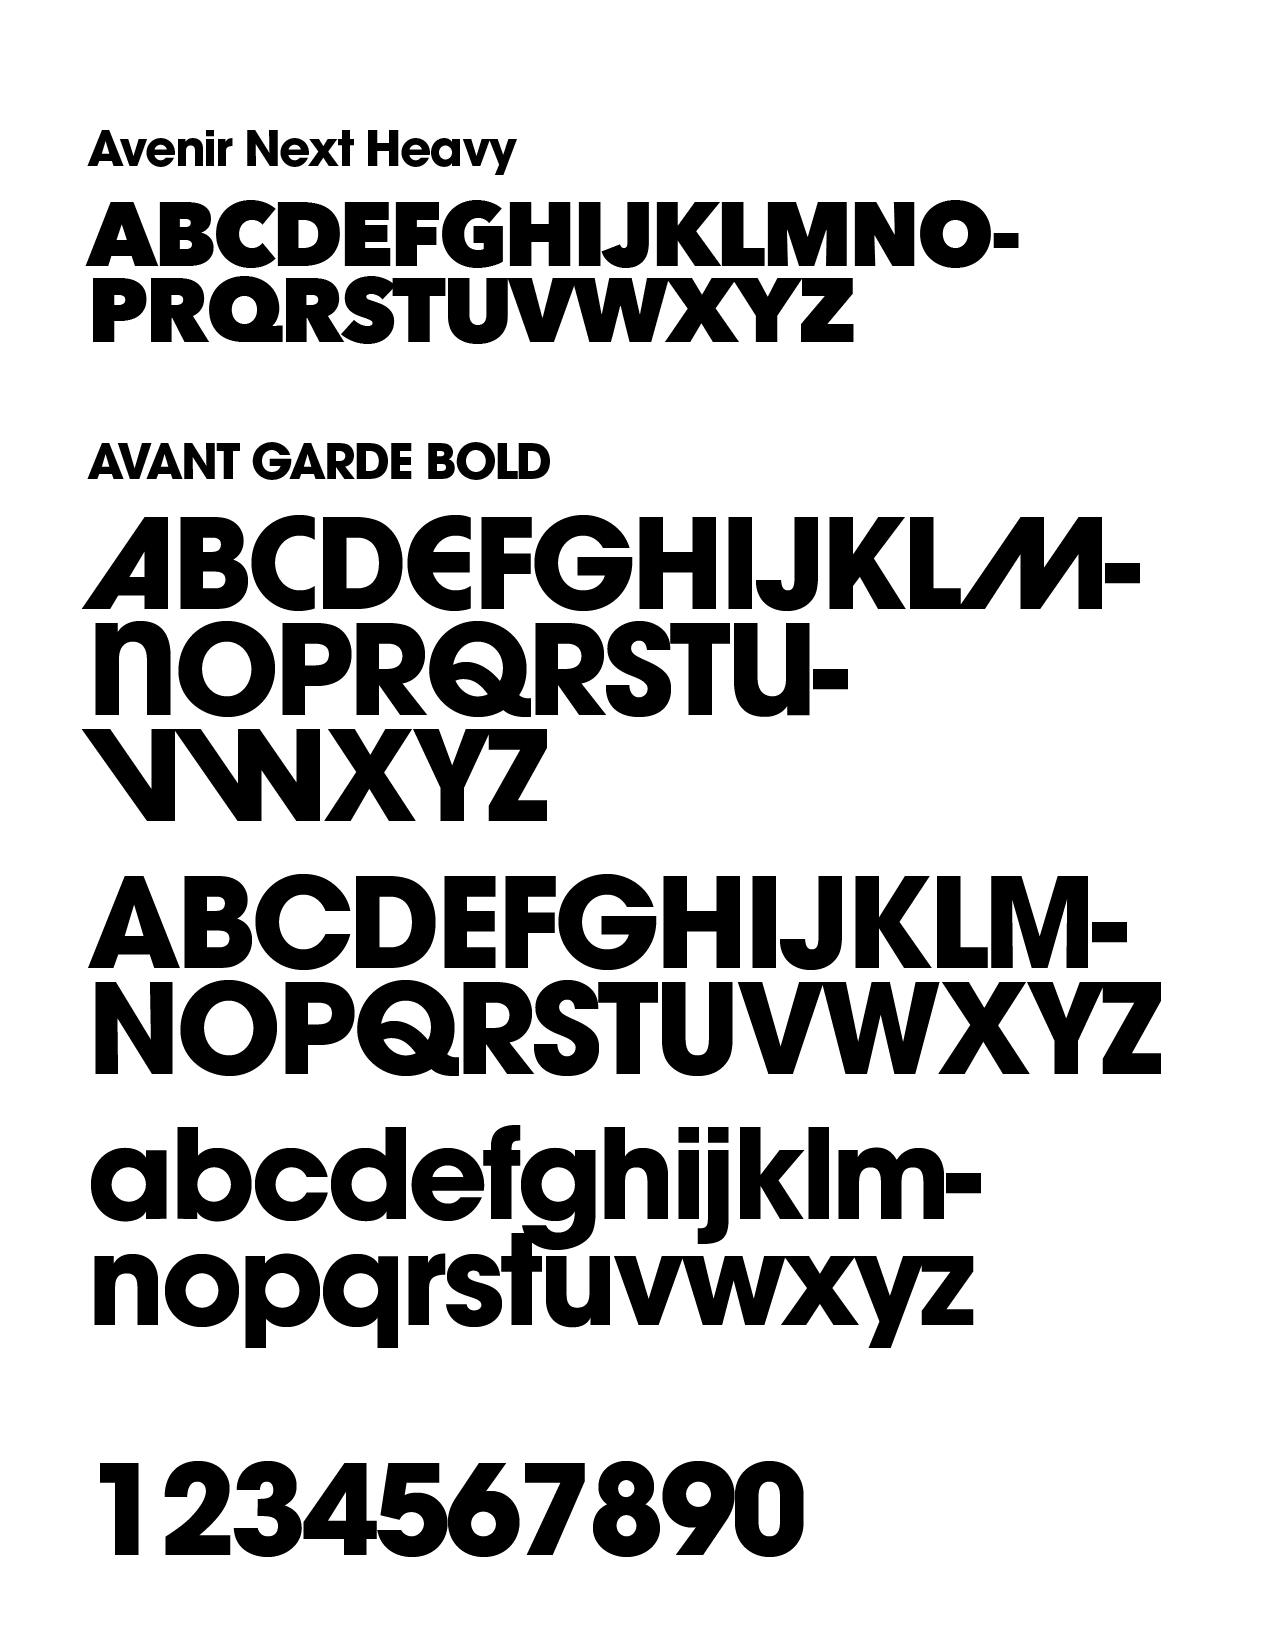 Avenir Next Heavy
ABCDEFGHIJKLMNO-
PRQRSTUVWXYZ
AVANT GARDE BOLD
ABCDEFGHIJKLM-
nOPRQRSTU-
VWXYZ
ABCDEFGHIJKLM-
NOPQRSTUVWXYZ
abcdefghijklm-
nopqrstuvwxyz
1234567890